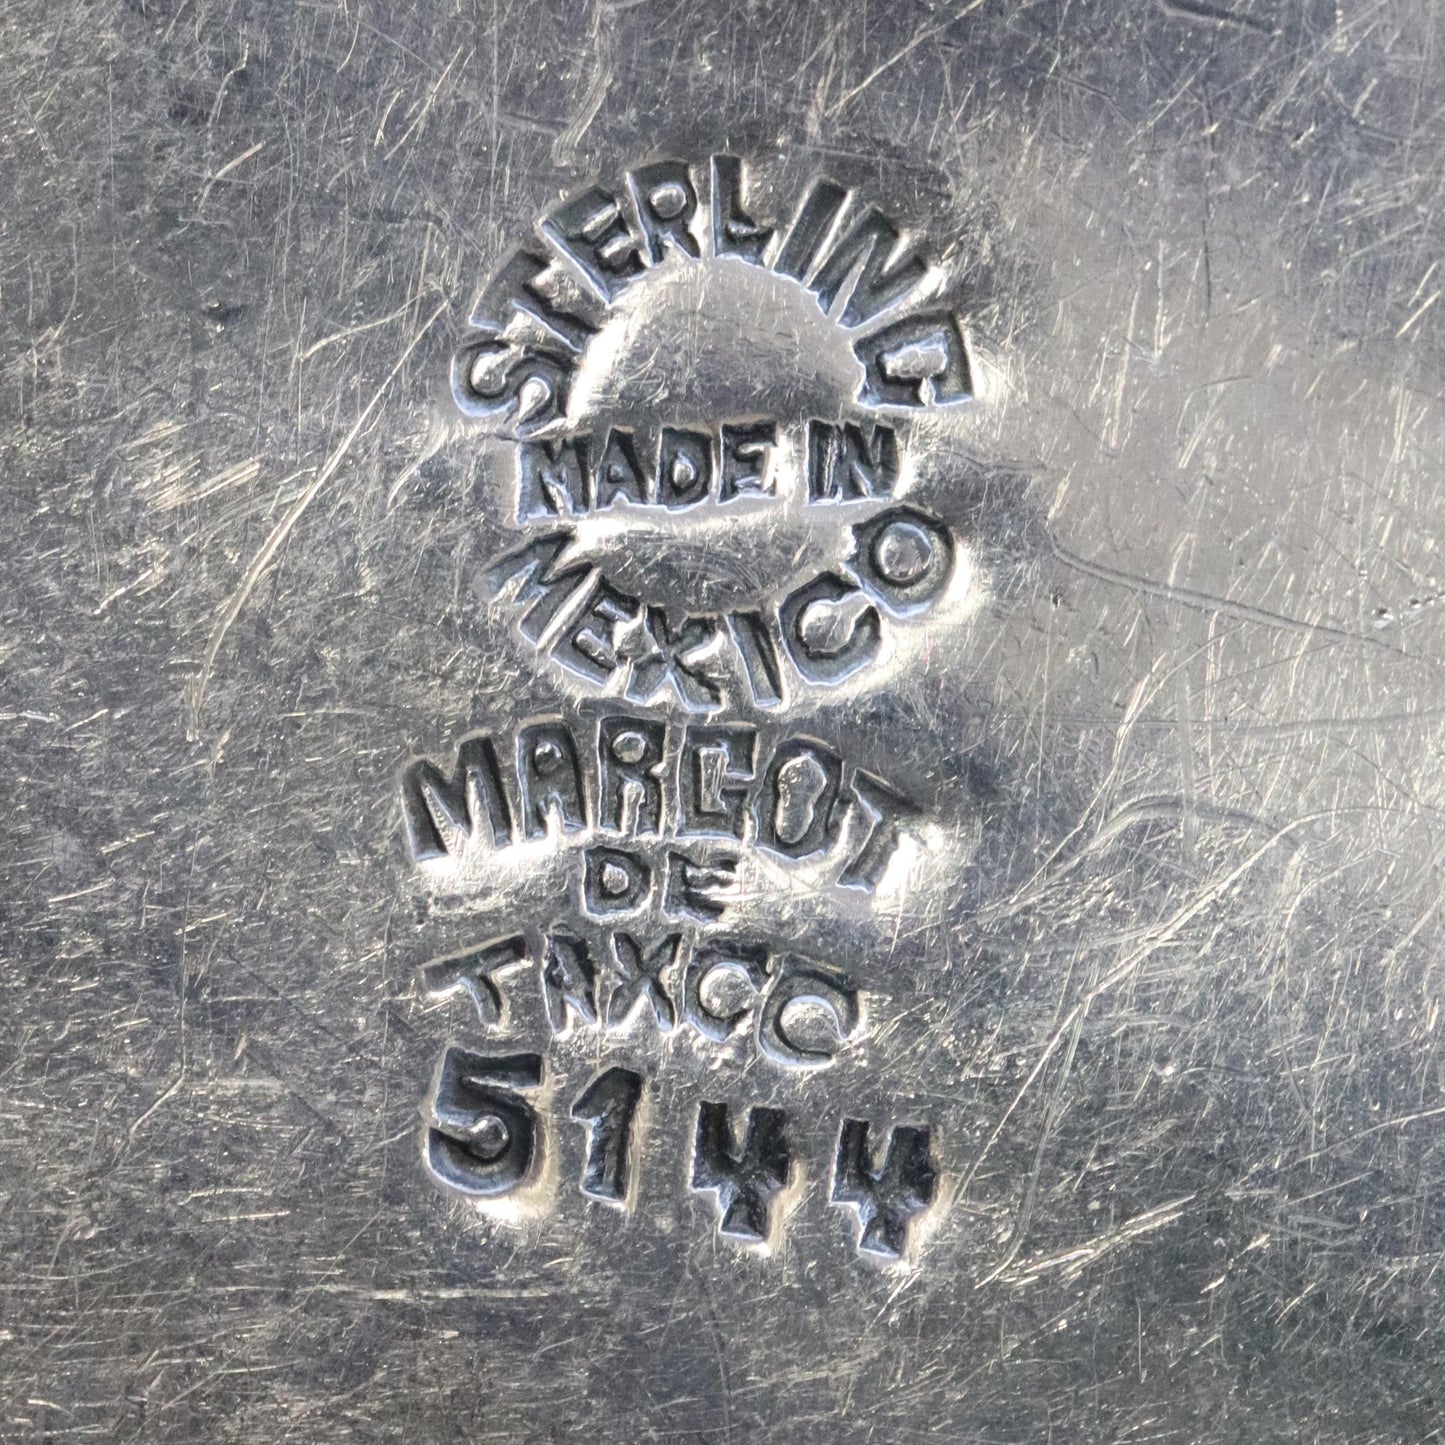 STERLING
MADE IN
MEXICO
MARGOT
DE
TAXCO
5144